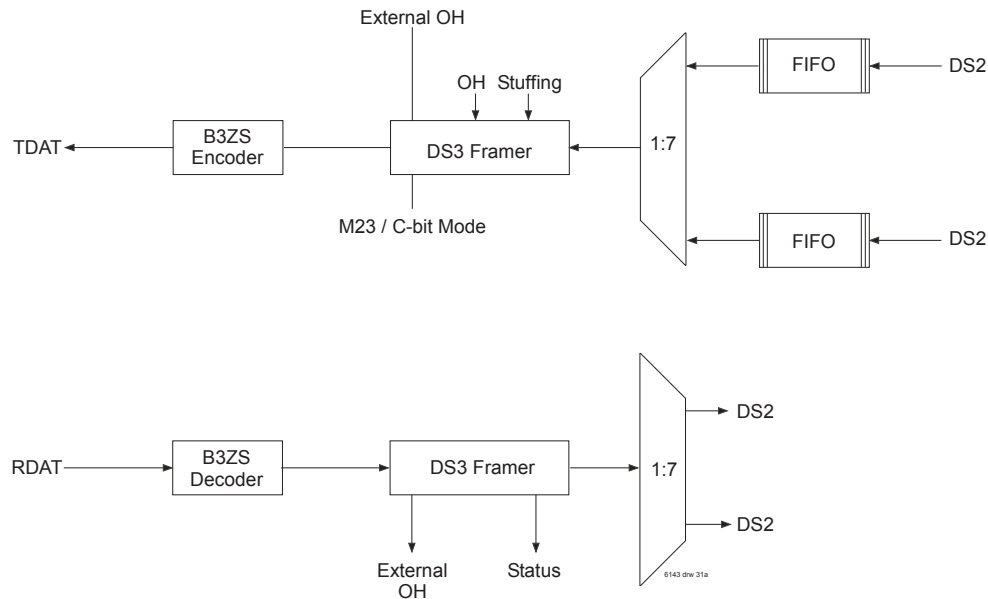 External OH
OH Stuffing
FIFO
DS2
TDAT
B3ZS
Encoder
DS3 Framer
1:7
M23 / C-bit Mode
FIFO
DS2
DS2
RDAT
B3ZS
Decoder
DS3 Framer
1:7
DS2
External
OH
Status
6143 drw 31a